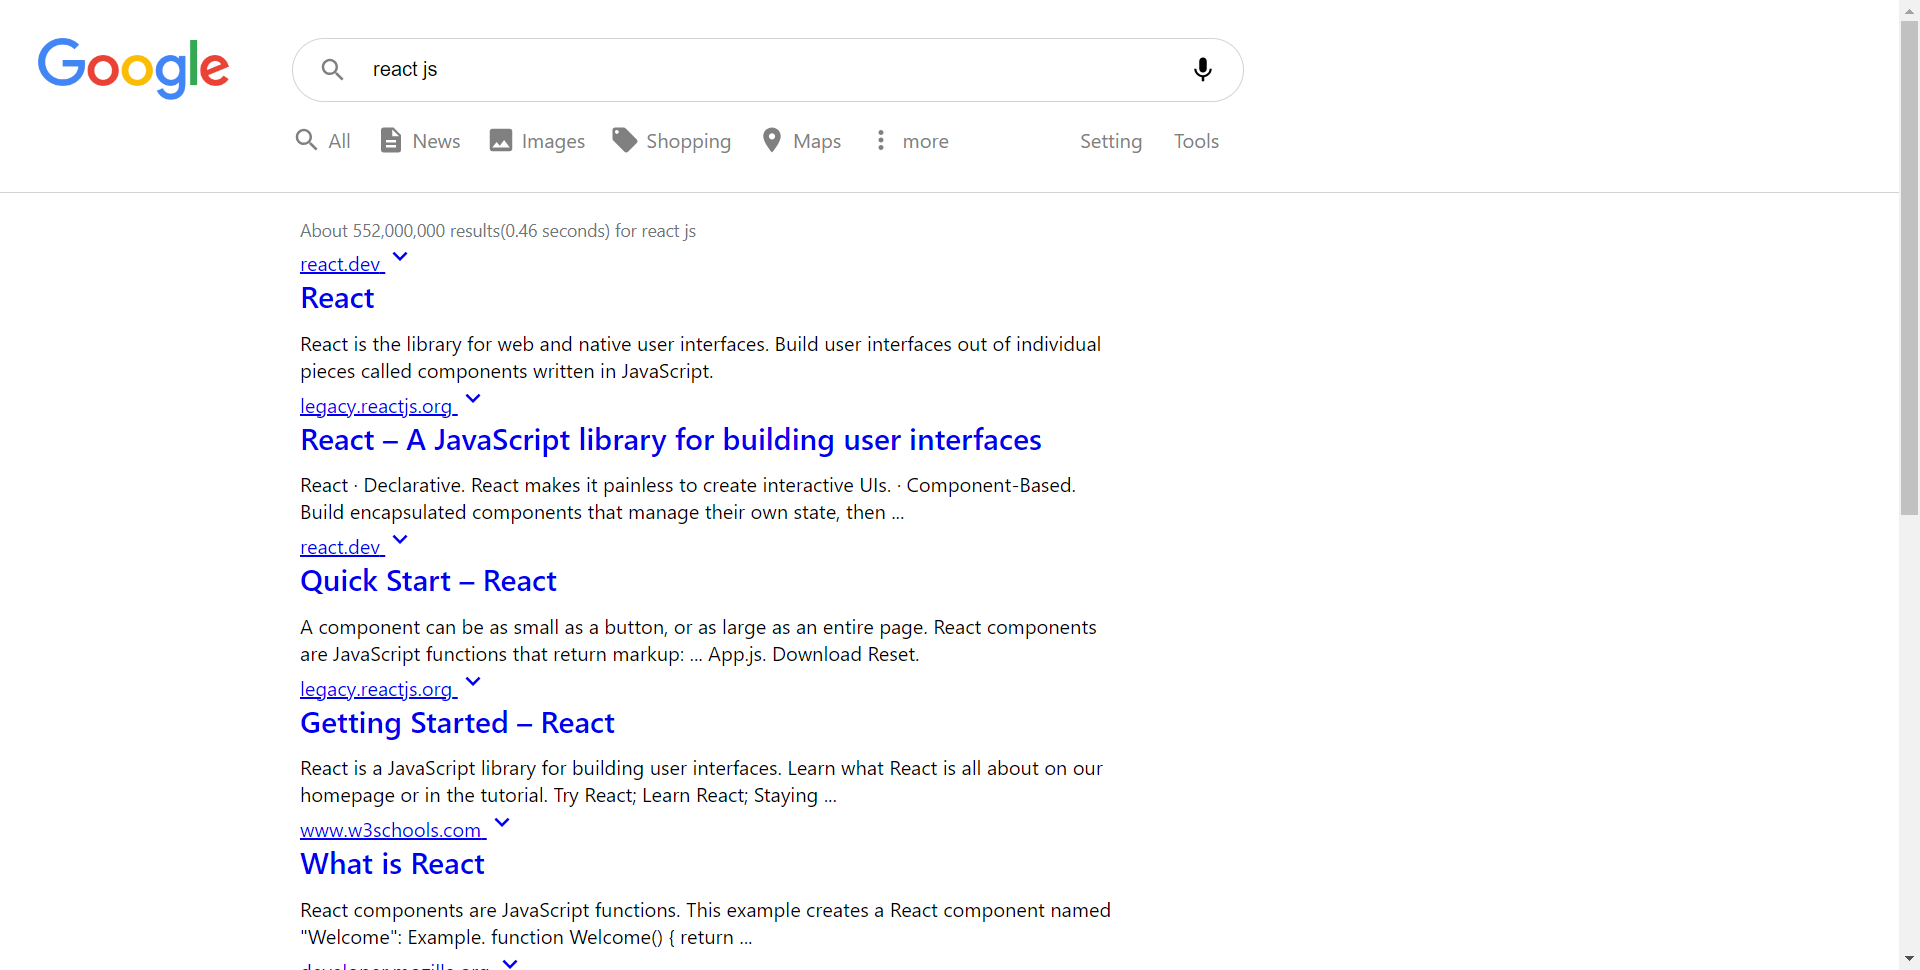 Google
react js
All News Images Shopping Maps more Setting Tools
About 552,000,000 results(0.46 seconds) for react js
react.dev
React
React is the library for web and native user interfaces. Build user interfaces out of individual
pieces called components written in JavaScript.
legacy.reactjs.org
React – A JavaScript library for building user interfaces
React · Declarative. React makes it painless to create interactive UIs. · Component-Based.
Build encapsulated components that manage their own state, then ...
react.dev
Quick Start – React
A component can be as small as a button, or as large as an entire page. React components
are JavaScript functions that return markup: ... App.js. Download Reset.
legacy.reactjs.org
Getting Started – React
React is a JavaScript library for building user interfaces. Learn what React is all about on our
homepage or in the tutorial. Try React; Learn React; Staying ...
www.w3schools.com
What is React
React components are JavaScript functions. This example creates a React component named
"Welcome": Example. function Welcome() { return ...
developer.mozilla.org